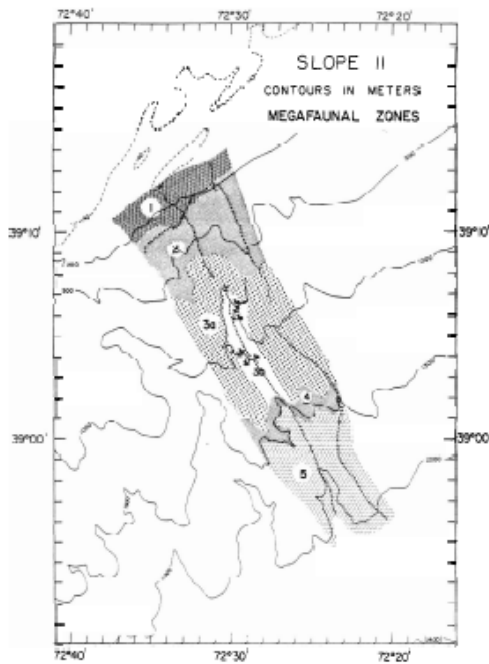 72°40' 72°30' 72°20'
SLOPE II
CONTOURS IN METERS
MEGAFAUNAL ZONES
1
39°10' 39°10'
2
3a
3b
4
39°00' 39°00'
5
72°40' 72°30' 72°20'